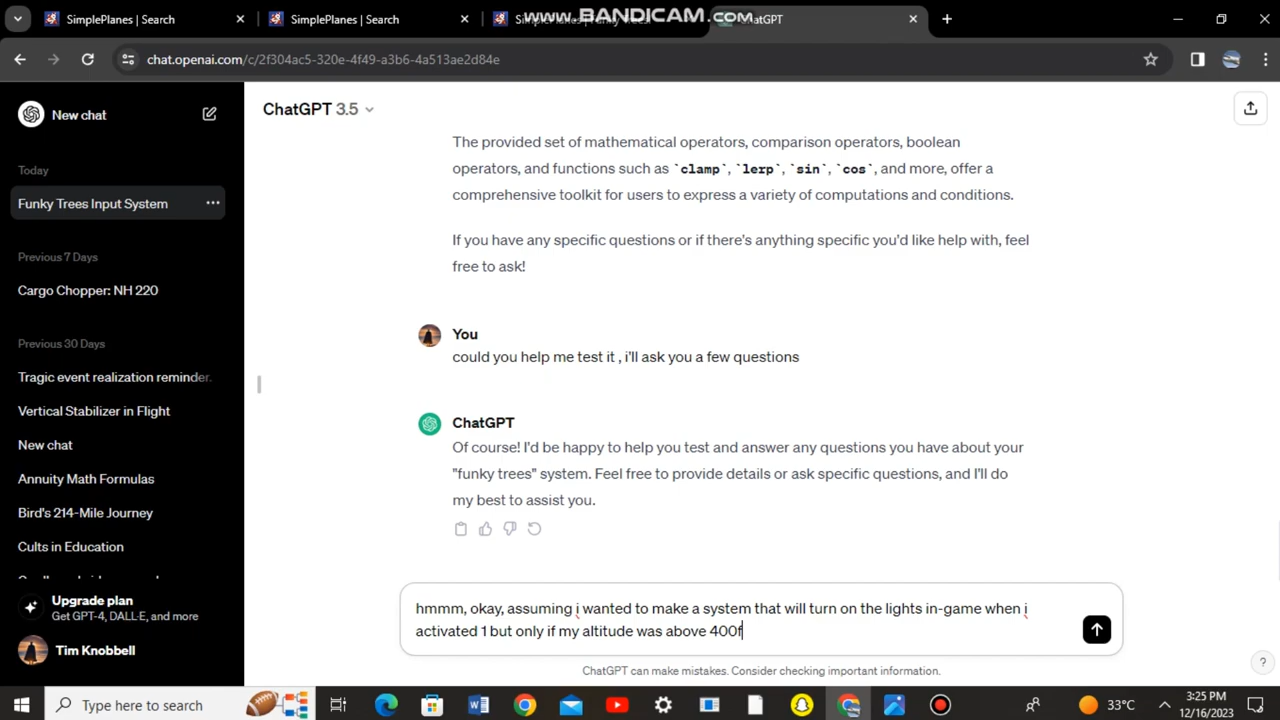 SimplePlanes | Search
SimplePlanes | Search
www.BANDICAM.com
ChatGPT
chat.openai.com/c/2f304ac5-320e-4f49-a3b6-4a513ae2d84e
New chat
ChatGPT 3.5
Today
Funky Trees Input System
Previous 7 Days
Cargo Chopper: NH 220
Previous 30 Days
Tragic event realization reminder.
Vertical Stabilizer in Flight
New chat
Annuity Math Formulas
Bird's 214-Mile Journey
Cults in Education
Upgrade plan
Get GPT-4, DALL-E, and more
Tim Knobbell
The provided set of mathematical operators, comparison operators, boolean
operators, and functions such as `clamp`, `lerp`, `sin`, `cos`, and more, offer a
comprehensive toolkit for users to express a variety of computations and conditions.
If you have any specific questions or if there's anything specific you'd like help with, feel
free to ask!
You
could you help me test it , i'll ask you a few questions
ChatGPT
Of course! I'd be happy to help you test and answer any questions you have about your
"funky trees" system. Feel free to provide details or ask specific questions, and I'll do
my best to assist you.
hmmm, okay, assuming i wanted to make a system that will turn on the lights in-game when i
activated 1 but only if my altitude was above 400f
ChatGPT can make mistakes. Consider checking important information.
?
Type here to search
33°C
3:25 PM
12/16/2023